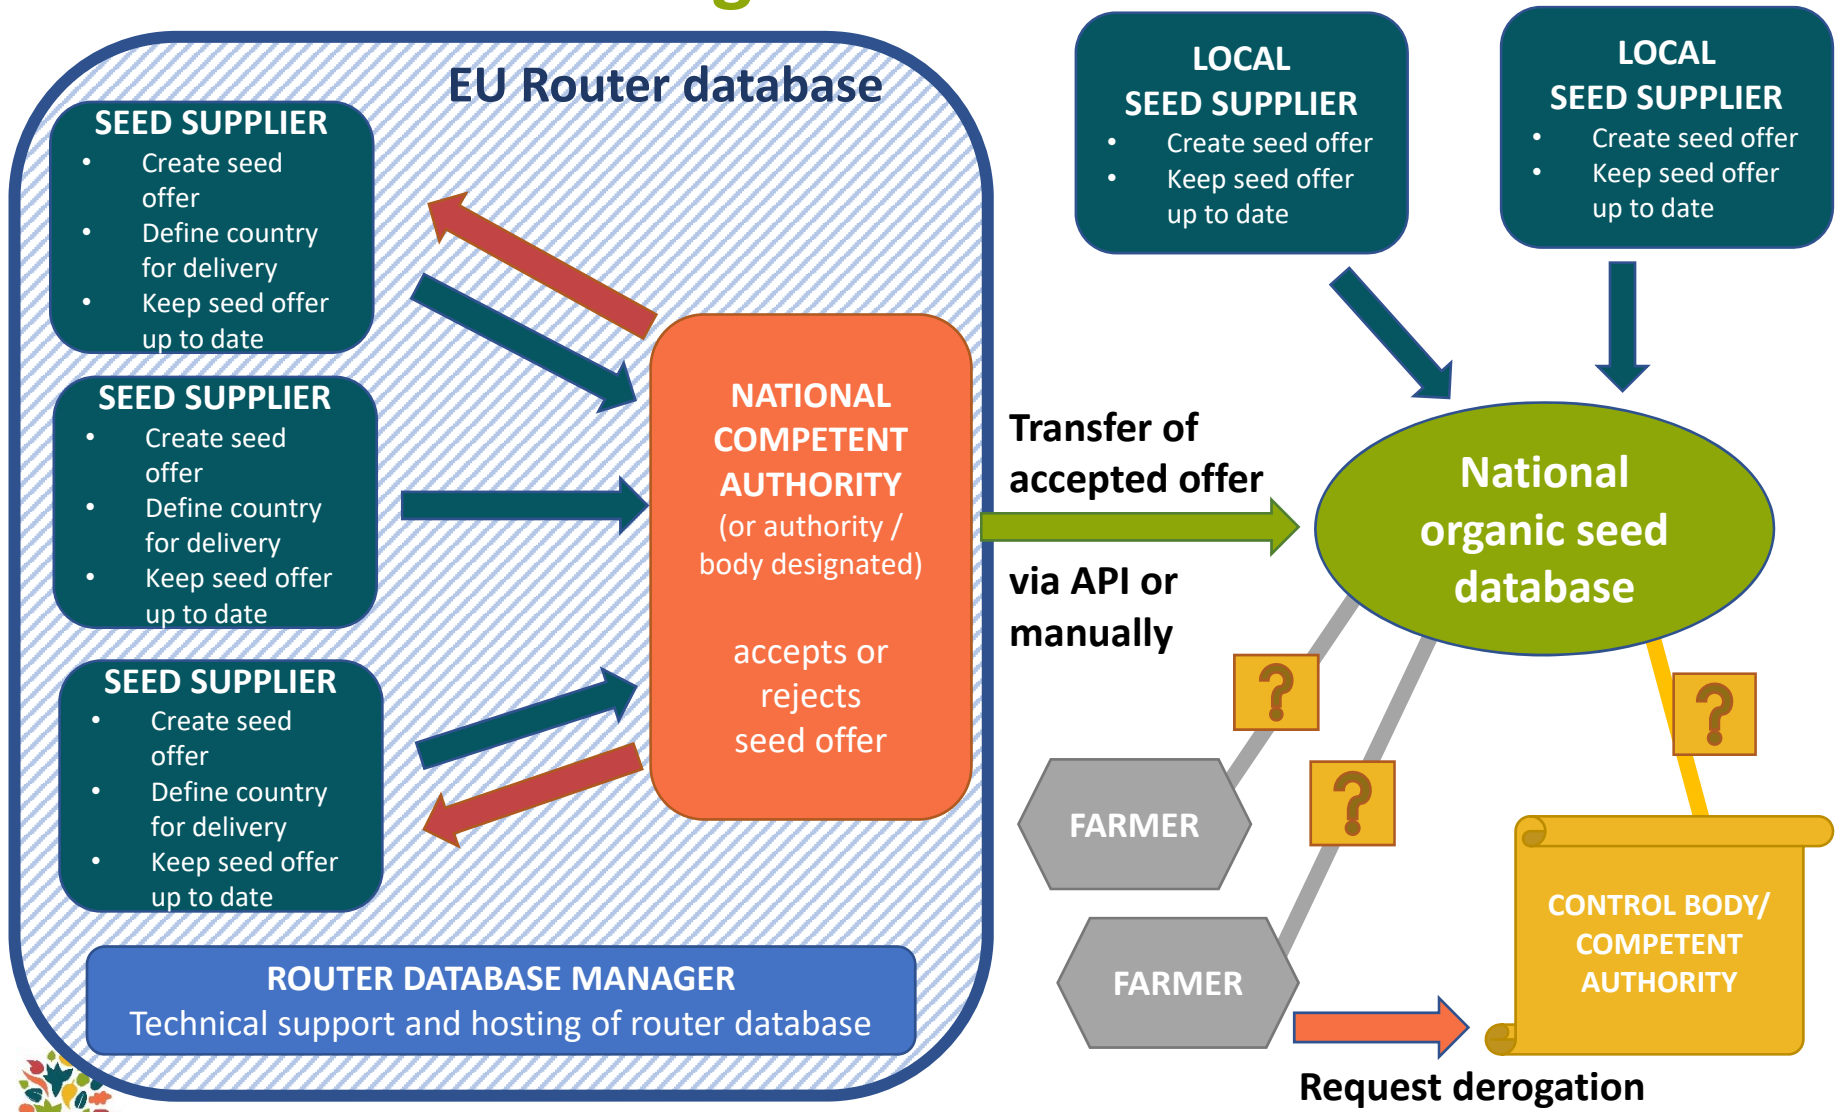 EU Router database
SEED SUPPLIER
• Create seed
offer
• Define country
for delivery
• Keep seed offer
up to date
SEED SUPPLIER
• Create seed
offer
• Define country
for delivery
• Keep seed offer
up to date
SEED SUPPLIER
• Create seed
offer
• Define country
for delivery
• Keep seed offer
up to date
NATIONAL
COMPETENT
AUTHORITY
(or authority /
body designated)
accepts or
rejects
seed offer
ROUTER DATABASE MANAGER
Technical support and hosting of router database
LOCAL
SEED SUPPLIER
• Create seed offer
• Keep seed offer
up to date
LOCAL
SEED SUPPLIER
• Create seed offer
• Keep seed offer
up to date
Transfer of
accepted offer
via API or
manually
National
organic seed
database
?
?
?
FARMER
FARMER
CONTROL BODY/
COMPETENT
AUTHORITY
Request derogation